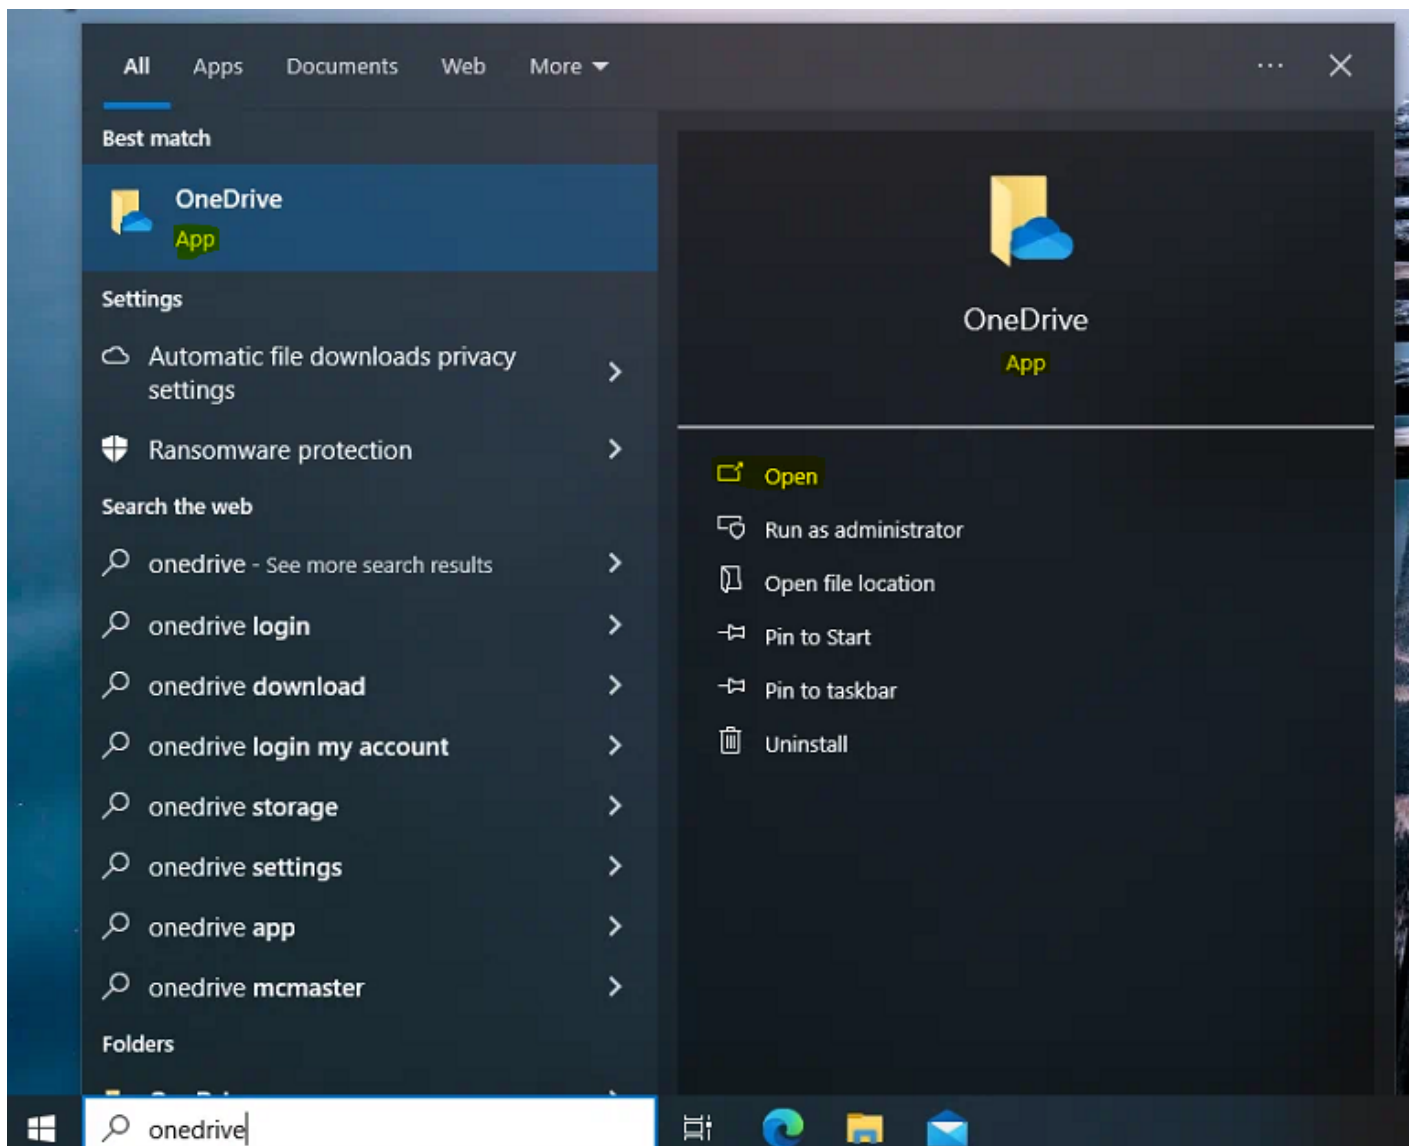 All Apps Documents Web More
Best match
OneDrive
App
Settings
Automatic file downloads privacy
settings
Ransomware protection
Search the web
onedrive - See more search results
onedrive login
onedrive download
onedrive login my account
onedrive storage
onedrive settings
onedrive app
onedrive mcmaster
Folders
onedrive
OneDrive
App
Open
Run as administrator
Open file location
Pin to Start
Pin to taskbar
Uninstall